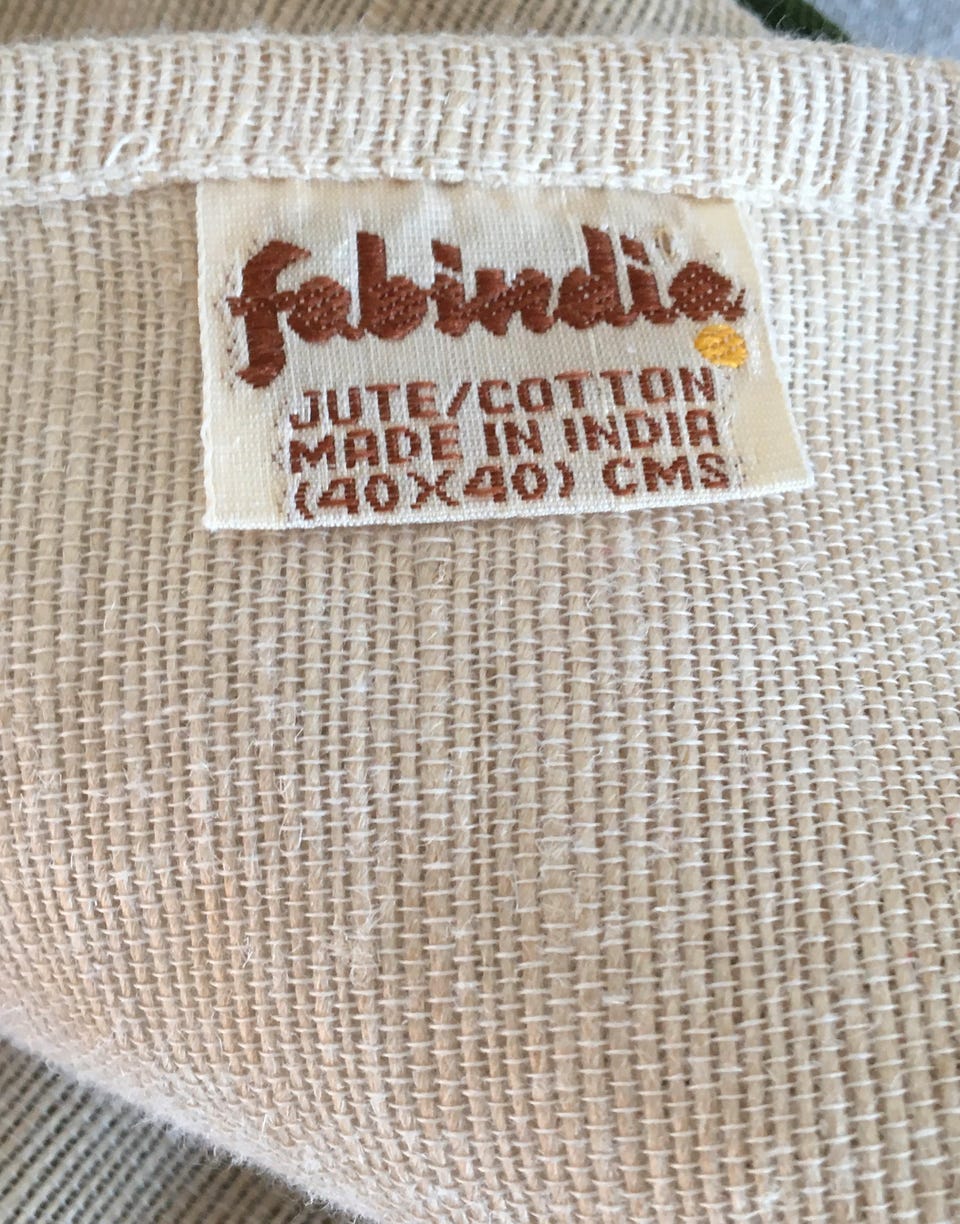 fabindia
JUTE/COTTON
MADE IN INDIA
(40X40) CMS